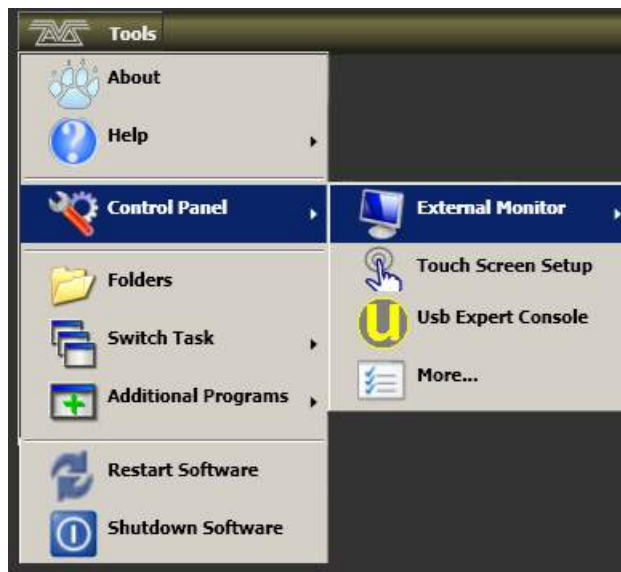 Tools
About
Help
Control Panel
External Monitor
Touch Screen Setup
Usb Expert Console
More...
Folders
Switch Task
Additional Programs
Restart Software
Shutdown Software